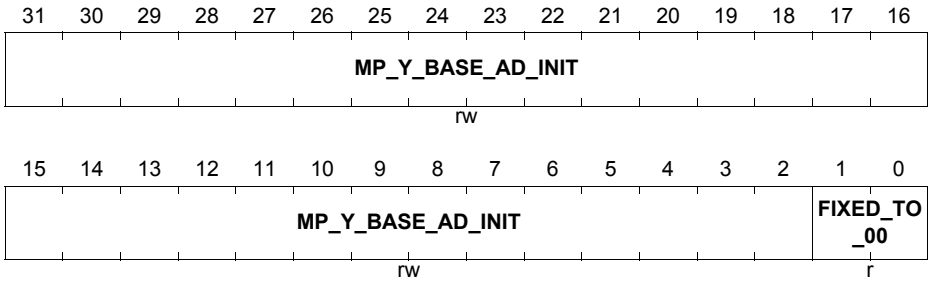 31 30 29 28 27 26 25 24 23 22 21 20 19 18 17 16
MP_Y_BASE_AD_INIT
rw
15 14 13 12 11 10 9 8 7 6 5 4 3 2 1 0
MP_Y_BASE_AD_INIT
FIXED_TO
_00
rw r